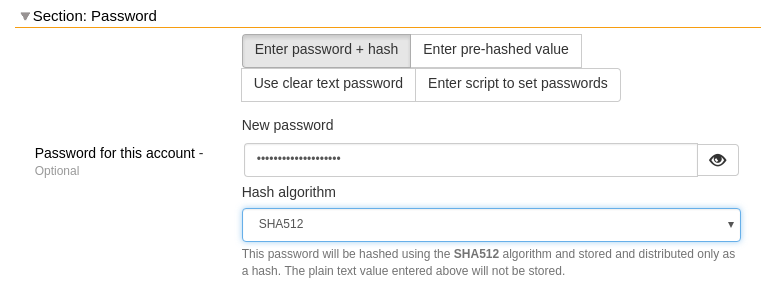 Section: Password
Enter password + hash
Enter pre-hashed value
Use clear text password
Enter script to set passwords
New password
Password for this account -
Optional
••••••••••••••••••••
Hash algorithm
SHA512
This password will be hashed using the SHA512 algorithm and stored and distributed only as
a hash. The plain text value entered above will not be stored.